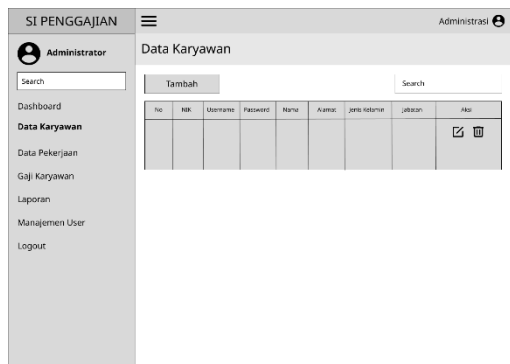 SI PENGGAJIAN
Administrasi
Administrator
Data Karyawan
Search
Tambah
Search
Dashboard
Data Karyawan
Data Pekerjaan
Gaji Karyawan
Laporan
Manajemen User
Logout
No NIK Username Password Nama Alamat Jenis Kelamin Jabatan Aksi